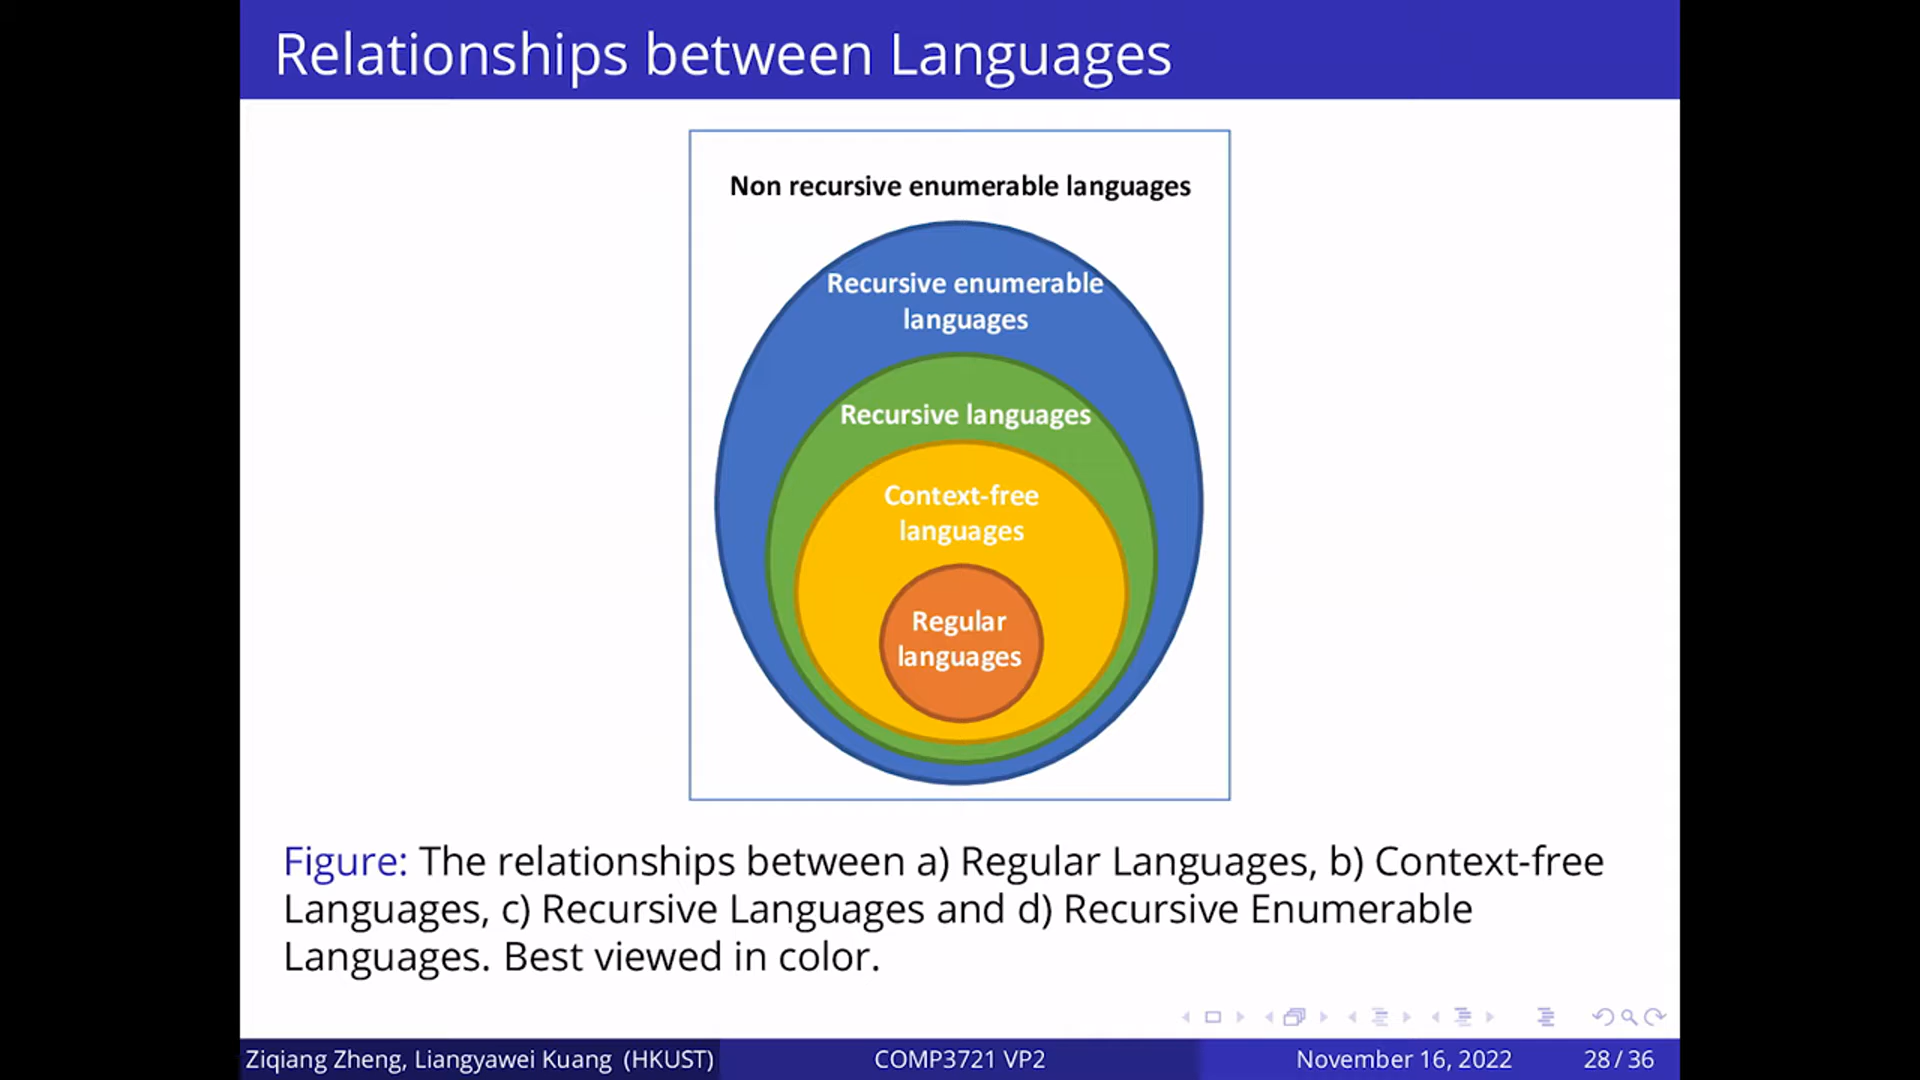 Relationships between Languages
Non recursive enumerable languages
Recursive enumerable
languages
Recursive languages
Context-free
languages
Regular
languages
Figure: The relationships between a) Regular Languages, b) Context-free
Languages, c) Recursive Languages and d) Recursive Enumerable
Languages. Best viewed in color.
Ziqiang Zheng, Liangyawei Kuang (HKUST) COMP3721 VP2 November 16, 2022 28 / 36